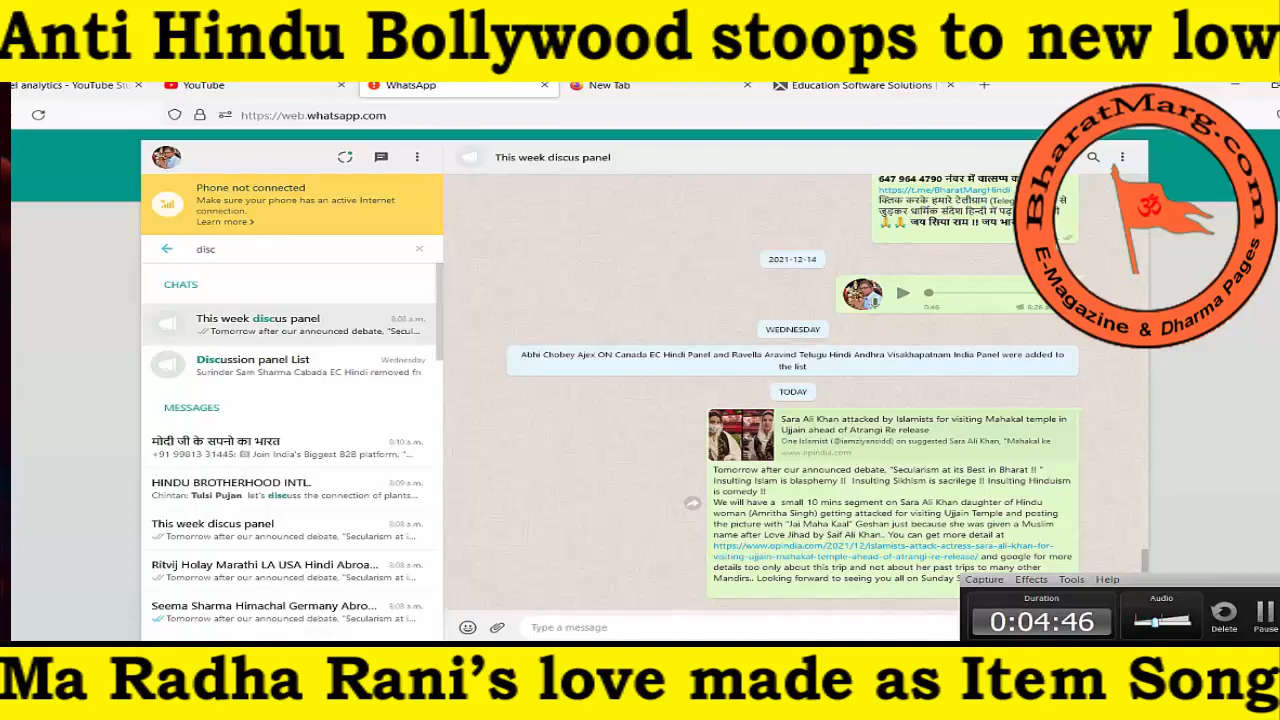 Anti Hindu Bollywood stoops to new low
el analytics - YouTube Stu
YouTube
WhatsApp
New Tab
Education Software Solutions |
https://web.whatsapp.com
BharatMarg.com
ॐ
E-Magazine & Dharma Pages
Phone not connected
Make sure your phone has an active Internet
connection.
Learn more >
disc
CHATS
This week discus panel
8:08 a.m.
Tomorrow after our announced debate, "Secul...
Discussion panel List
Wednesday
Surinder Sam Sharma Cabada EC Hindi removed fr
MESSAGES
मोदी जी के सपनो का भारत
8:10 a.m.
+91 99813 31445: Join India's Biggest B2B platform. "...
HINDU BROTHERHOOD INTL.
8:09 a.m.
Chintan: Tulsi Pujan let's discuss the connection of plants...
This week discus panel
8:08 a.m.
Tomorrow after our announced debate, "Secularism at i...
Ritvij Holay Marathi LA USA Hindi Abroa...
8:08 a.m.
Tomorrow after our announced debate, "Secularism at i...
Seema Sharma Himachal Germany Abro...
8:08 a.m.
Tomorrow after our announced debate, "Secularism at i...
This week discus panel
647 964 4790 नंबर में वाट्सप्प क
https://t.me/BharatMargHindi
क्लिक करके हमारे टेलीग्राम (Teleg से
जुड़कर धार्मिक संदेश हिन्दी में पढ़ गी
जय सिया राम !! जय भा
2021-12-14
0:46
WEDNESDAY
Abhi Chobey Ajex ON Canada EC Hindi Panel and Ravella Aravind Telugu Hindi Andhra Visakhapatnam India Panel were added to
the list
TODAY
Sara Ali Khan attacked by Islamists for visiting Mahakal temple in
Ujjain ahead of Atrangi Re release
One Islamist (@iamziyansidd) on suggested Sara Ali Khan, "Mahakal ke
www.opindia.com
Tomorrow after our announced debate, "Secularism at its Best in Bharat !! "
Insulting Islam is blasphemy !! Insulting Sikhism is sacrilege !! Insulting Hinduism
is comedy !!
We will have a small 10 mins segment on Sara Ali Khan daughter of Hindu
woman (Amritha Singh) getting attacked for visiting Ujjain Temple and posting
the picture with "Jai Maha Kaal" Goshan just because she was given a Muslim
name after Love Jihad by Saif Ali Khan.. You can get more detail at
https://www.opindia.com/2021/12/islamists-attack-actress-sara-ali-khan-for-
visiting-ujjain-mahakal-temple-ahead-of-atrangi-re-release/ and google for more
details too only about this trip and not about her past trips to many other
Mandirs.. Looking forward to seeing you all on Sunday
Type a message
Capture Effects Tools Help
Duration
0:04:46
Audio
Delete
Pause
Ma Radha Rani's love made as Item Song